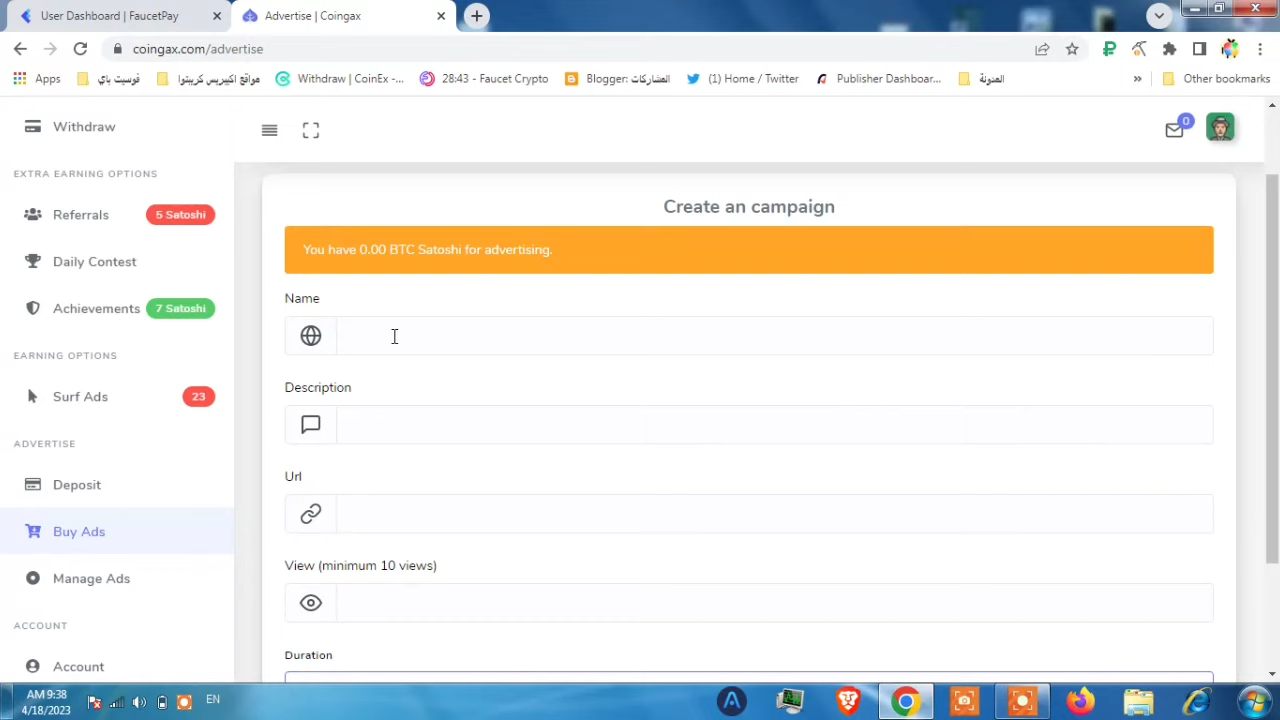 User Dashboard | FaucetPay
Advertise | Coingax
coingax.com/advertise
Apps
فوسيت باي
مواقع اكبيرس كريبتوا
Withdraw | CoinEx -...
28:43 - Faucet Crypto
Blogger: المشاركات
(1) Home / Twitter
Publisher Dashboar...
المدونة
»
Other bookmarks
Withdraw
0
EXTRA EARNING OPTIONS
Referrals
5 Satoshi
Daily Contest
Achievements
7 Satoshi
EARNING OPTIONS
Surf Ads
23
ADVERTISE
Deposit
Buy Ads
Manage Ads
ACCOUNT
Account
Create an campaign
You have 0.00 BTC Satoshi for advertising.
Name
Description
Url
View (minimum 10 views)
Duration
AM 9:38
4/18/2023
EN